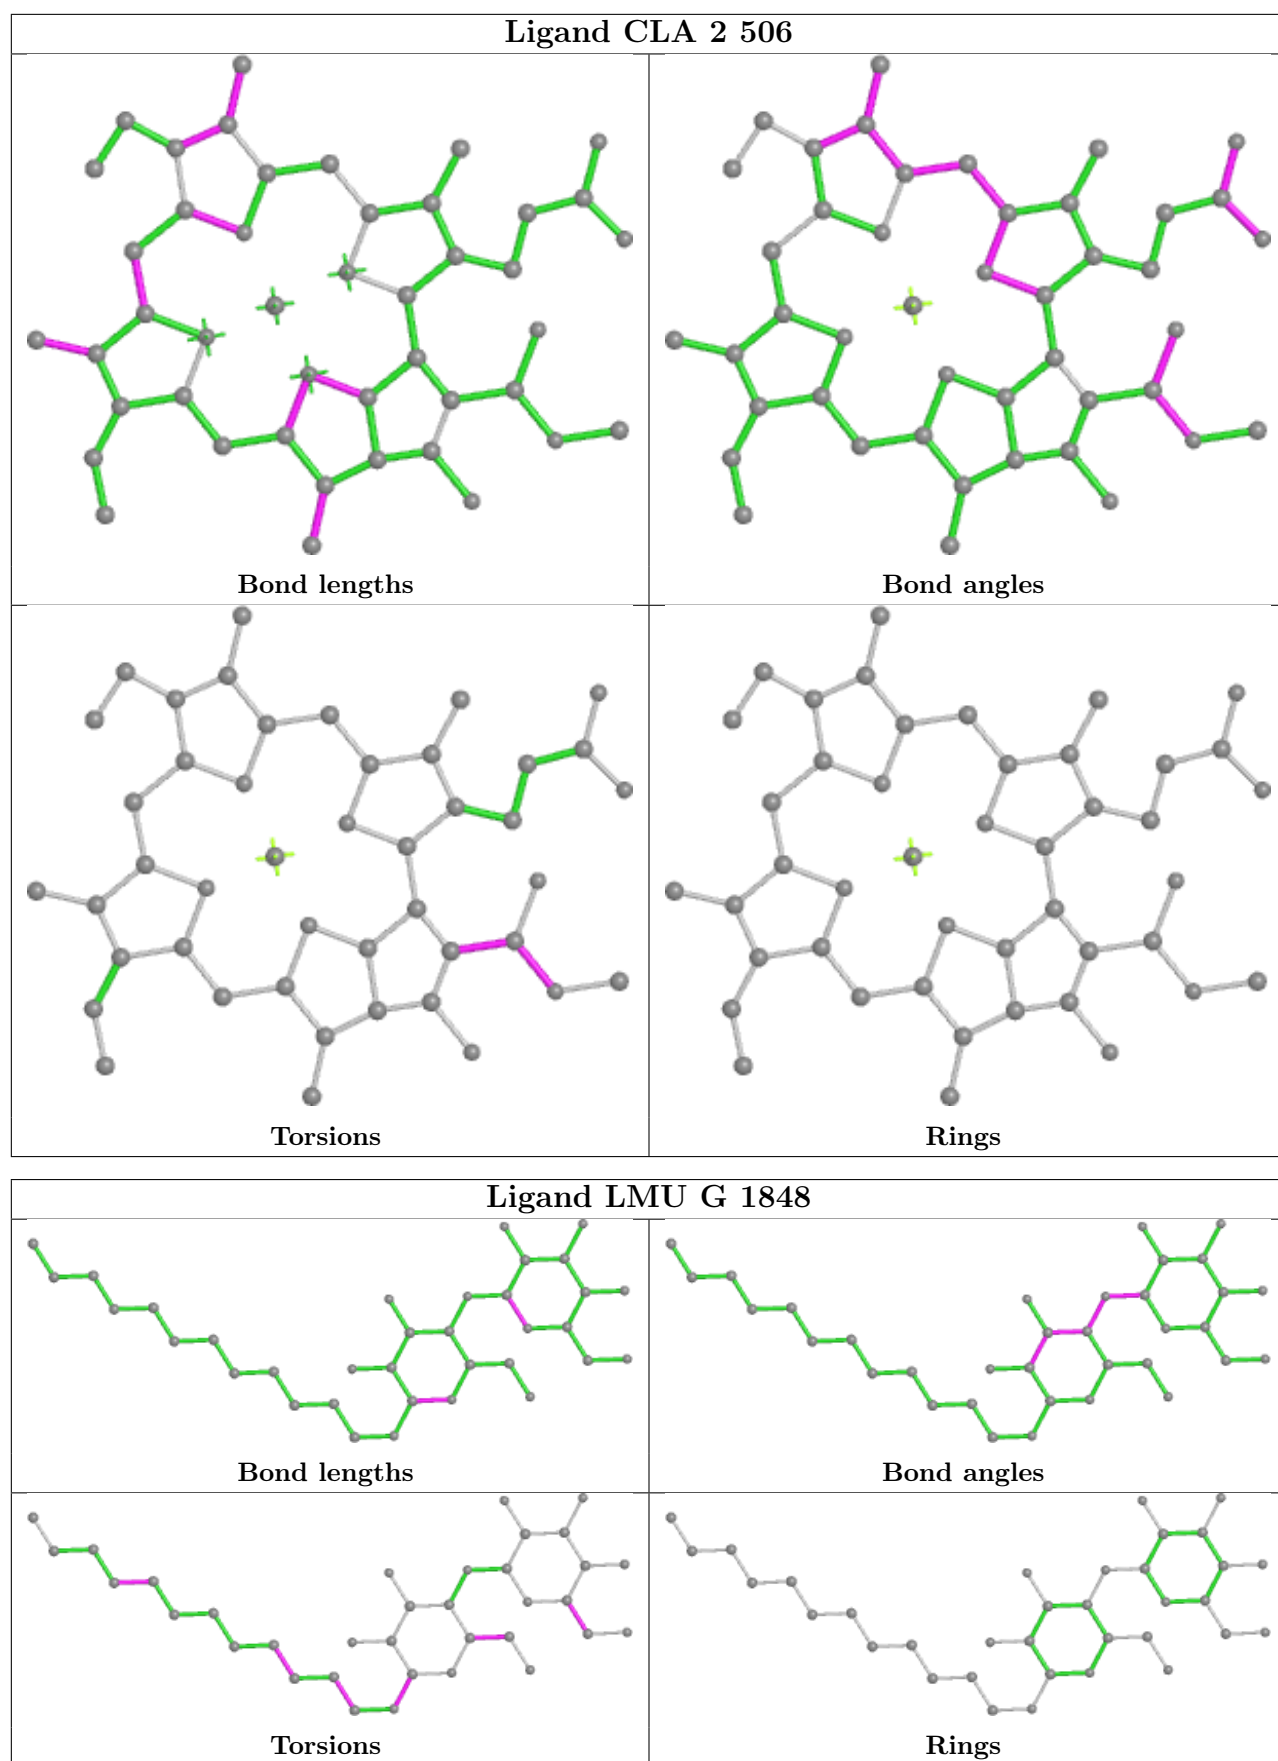 Ligand CLA 2 506
Bond lengths
Bond angles
Torsions
Rings
Ligand LMU G 1848
Bond lengths
Bond angles
Torsions
Rings